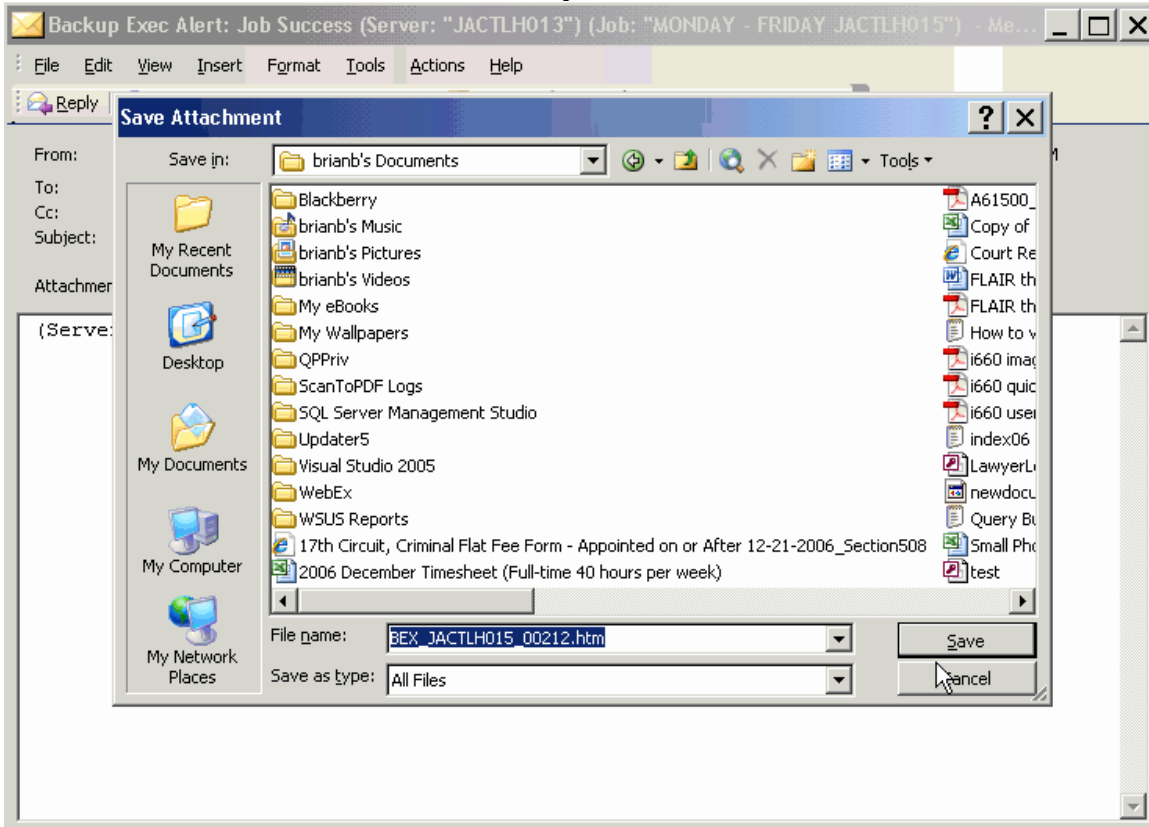 Backup Exec Alert: Job Success (Server: "JACTLH013") (Job: "MONDAY - FRIDAY JACTLH015") - Me...
File Edit View Insert Format Tools Actions Help
Reply
Save Attachment
From:
To:
Cc:
Subject:
Attachmen
(Server
Save in:
brianb's Documents
Tools
My Recent Documents
Desktop
My Documents
My Computer
My Network Places
Blackberry
brianb's Music
brianb's Pictures
brianb's Videos
My eBooks
My Wallpapers
QPPriv
ScanToPDF Logs
SQL Server Management Studio
Updater5
Visual Studio 2005
WebEx
WSUS Reports
17th Circuit, Criminal Flat Fee Form - Appointed on or After 12-21-2006_Section508
2006 December Timesheet (Full-time 40 hours per week)
A61500_
Copy of
Court Re
FLAIR th
FLAIR th
How to v
i660 imag
i660 quic
i660 user
index06
LawyerLo
newdocu
Query Bu
Small Pho
test
File name:
BEX_JACTLH015_00212.htm
Save
Save as type:
All Files
Cancel